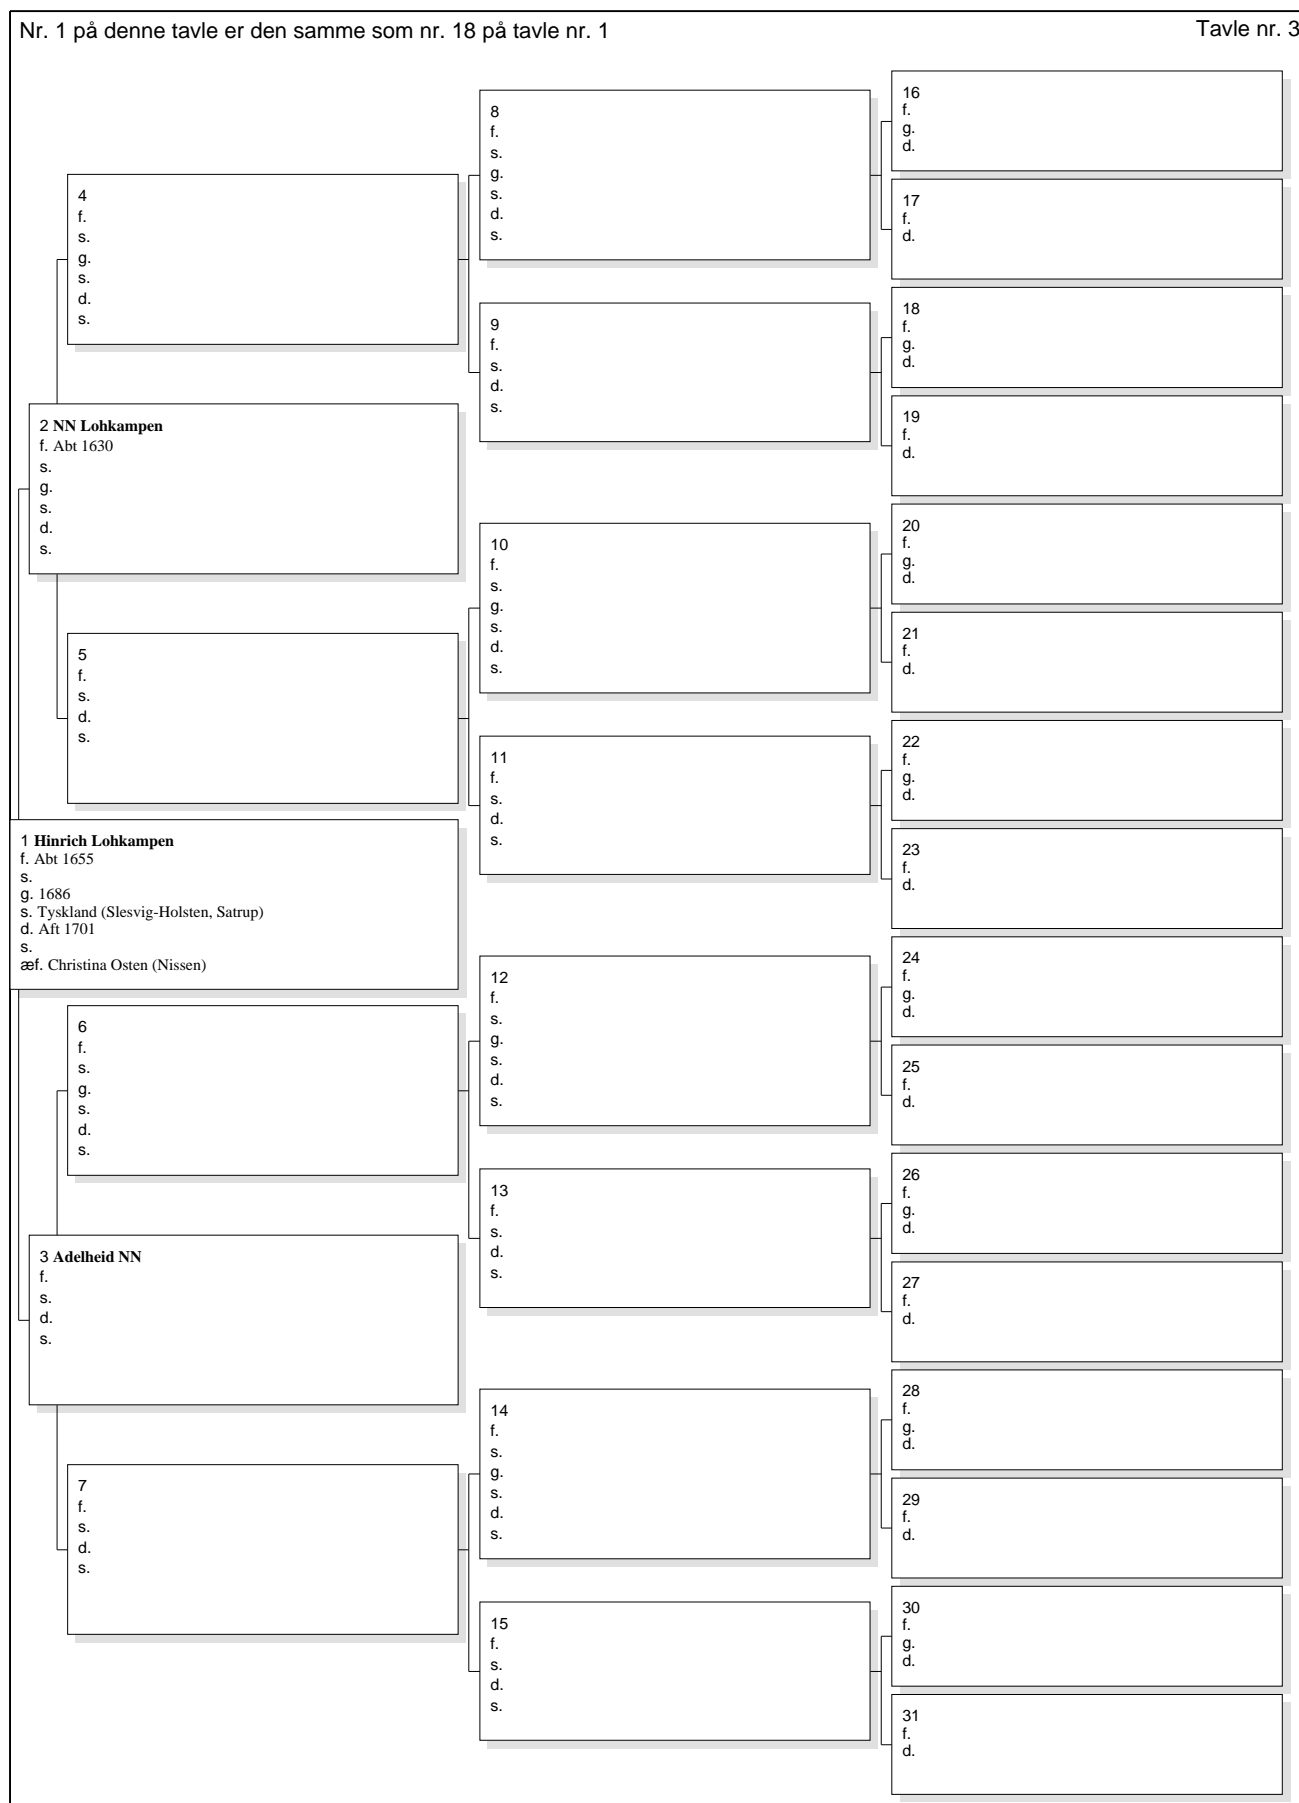 Nr. 1 på denne tavle er den samme som nr. 18 på tavle nr. 1
Tavle nr. 3
4
f.
s.
g.
s.
d.
s.
2 NN Lohkampen
f. Abt 1630
s.
g.
s.
d.
s.
5
f.
s.
d.
s.
1 Hinrich Lohkampen
f. Abt 1655
s.
g. 1686
s. Tyskland (Slesvig-Holsten, Satrup)
d. Aft 1701
s.
æf. Christina Osten (Nissen)
6
f.
s.
g.
s.
d.
s.
3 Adelheid NN
f.
s.
d.
s.
7
f.
s.
d.
s.
8
f.
s.
g.
s.
d.
s.
9
f.
s.
d.
s.
10
f.
s.
g.
s.
d.
s.
11
f.
s.
d.
s.
12
f.
s.
g.
s.
d.
s.
13
f.
s.
d.
s.
14
f.
s.
g.
s.
d.
s.
15
f.
s.
d.
s.
16
f.
g.
d.
17
f.
d.
18
f.
g.
d.
19
f.
d.
20
f.
g.
d.
21
f.
d.
22
f.
g.
d.
23
f.
d.
24
f.
g.
d.
25
f.
d.
26
f.
g.
d.
27
f.
d.
28
f.
g.
d.
29
f.
d.
30
f.
g.
d.
31
f.
d.